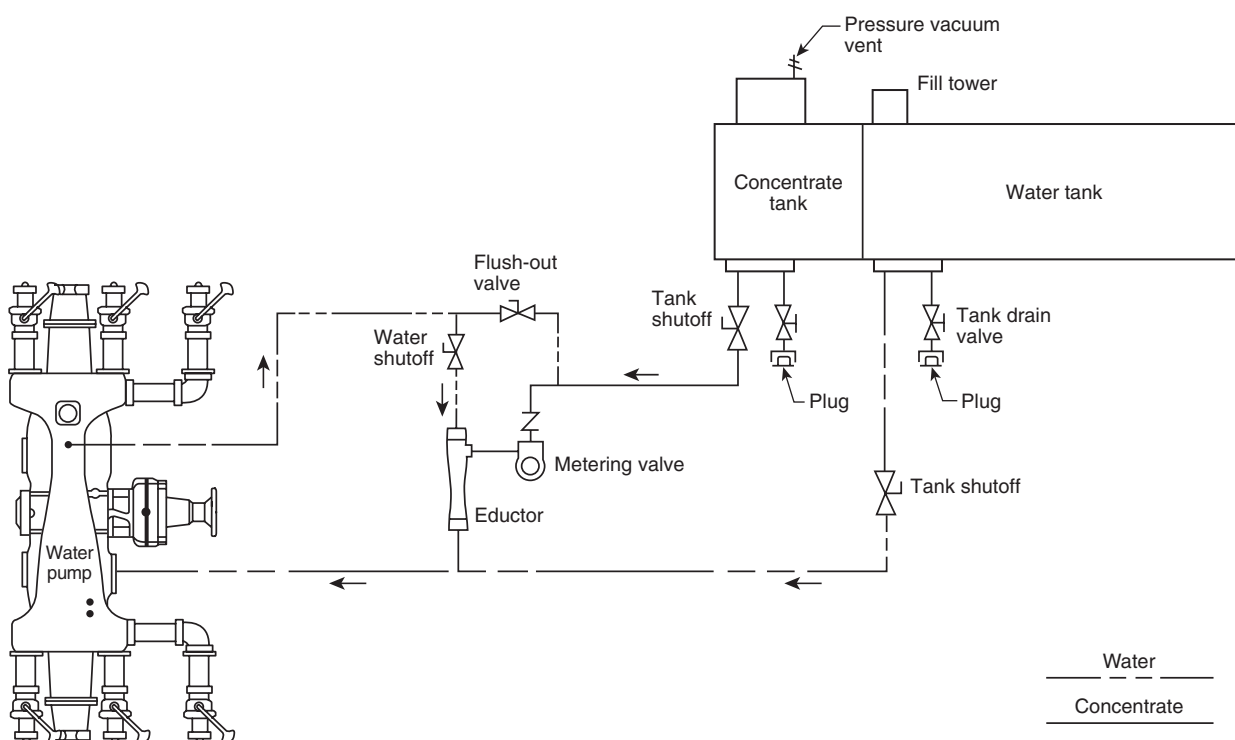 Pressure vacuum
vent
Fill tower
Concentrate
tank
Water tank
Flush-out
valve
Tank
shutoff
Tank drain
valve
Water
shutoff
Plug
Plug
Metering valve
Tank shutoff
Eductor
Water
pump
Water
Concentrate